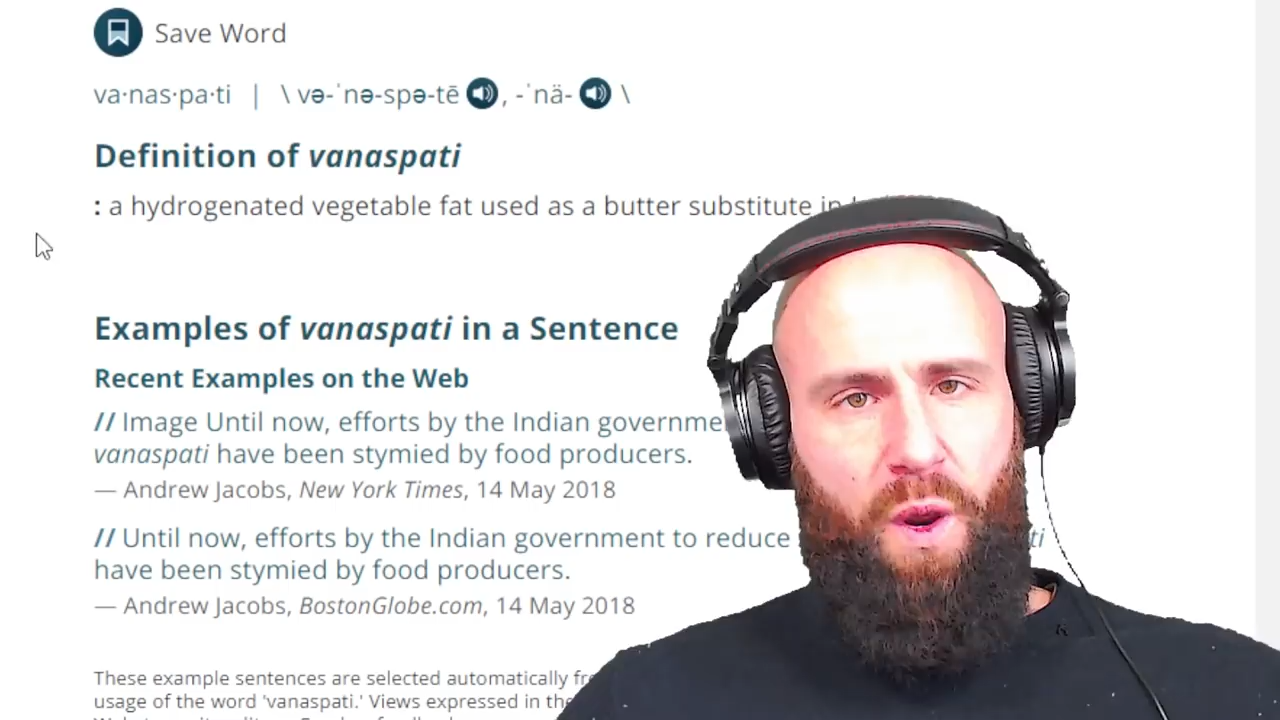 Save Word
va·nas·pa·ti | \ və-ˈnə-spə-tē , -ˈnä- \
Definition of vanaspati
: a hydrogenated vegetable fat used as a butter substitute in
Examples of vanaspati in a Sentence
Recent Examples on the Web
// Image Until now, efforts by the Indian
vanaspati have been stymied by food producers.
— Andrew Jacobs, New York Times, 14 May 2018
// Until now, efforts by the Indian government to reduce
have been stymied by food producers.
— Andrew Jacobs, BostonGlobe.com, 14 May 2018
These example sentences are selected automatically
usage of the word 'vanaspati.' Views expressed in the